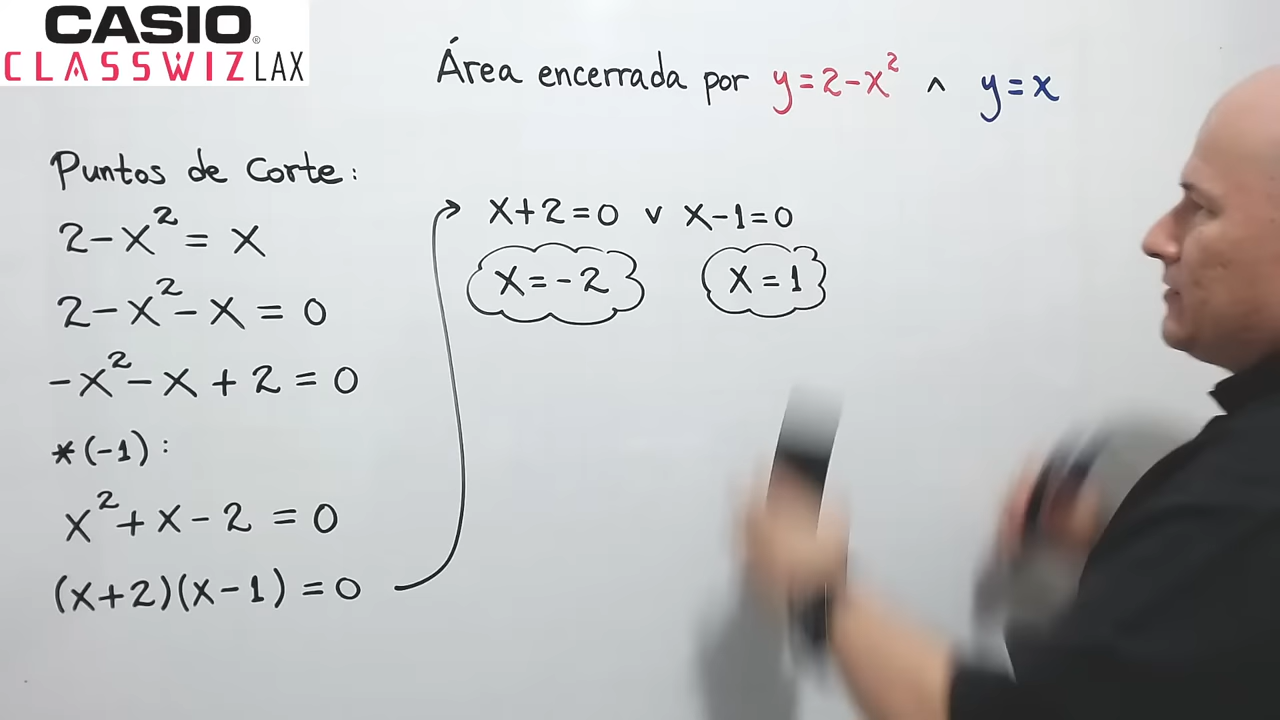 CASIO®
CLASSWIZ LAX
Área encerrada por y=2-x² ∧ y=x
Puntos de Corte:
2-x²=x
2-x²-x=0
-x²-x+2=0
*(-1):
x²+x-2=0
(x+2)(x-1)=0
x+2=0 v x-1=0
x=-2 x=1